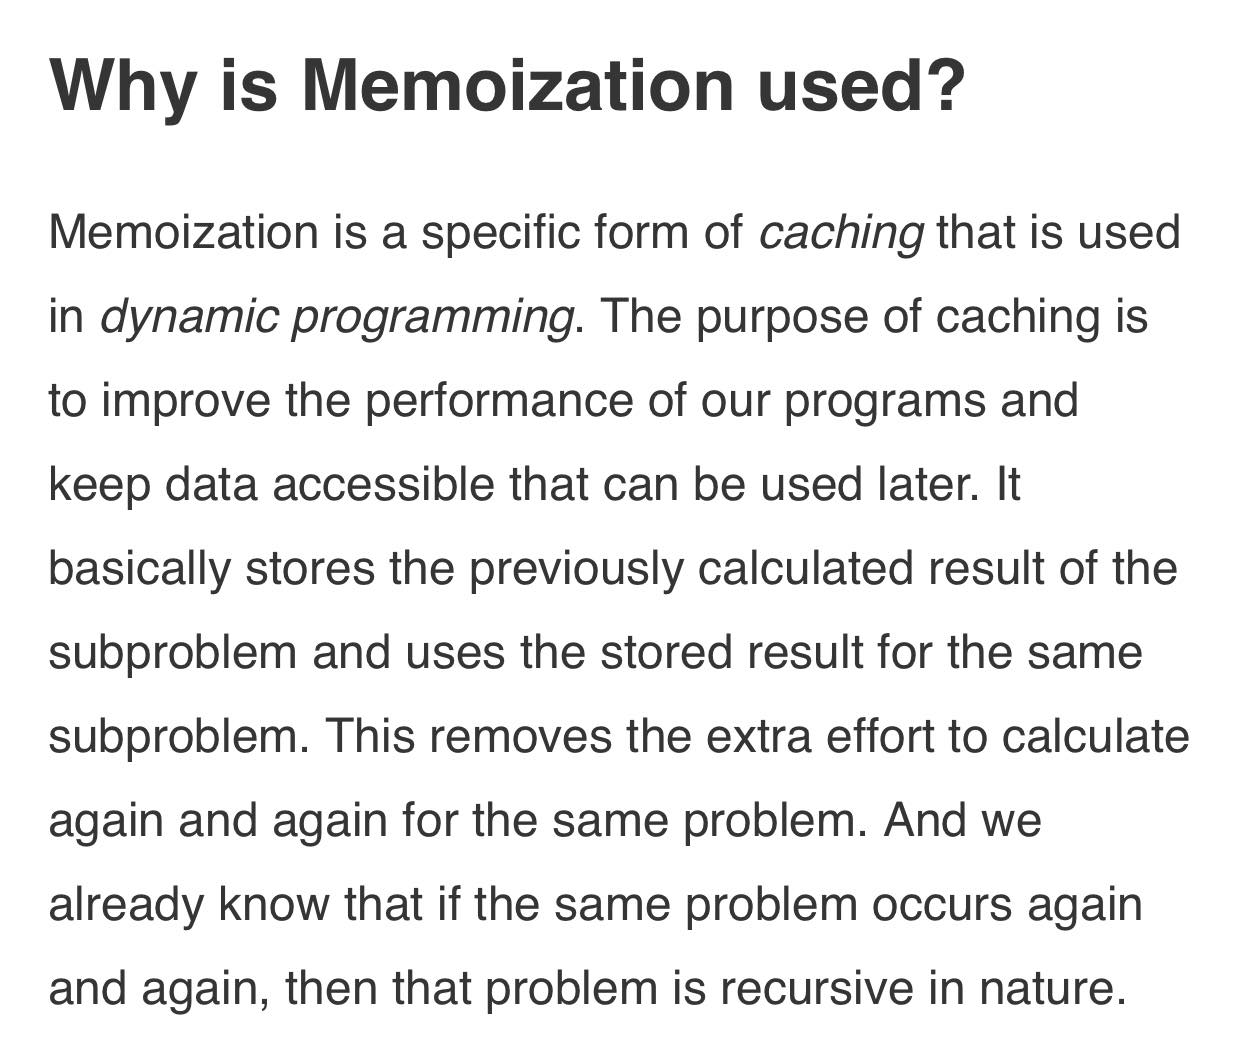 Why is Memoization used?
Memoization is a specific form of caching that is used
in dynamic programming. The purpose of caching is
to improve the performance of our programs and
keep data accessible that can be used later. It
basically stores the previously calculated result of the
subproblem and uses the stored result for the same
subproblem. This removes the extra effort to calculate
again and again for the same problem. And we
already know that if the same problem occurs again
and again, then that problem is recursive in nature.